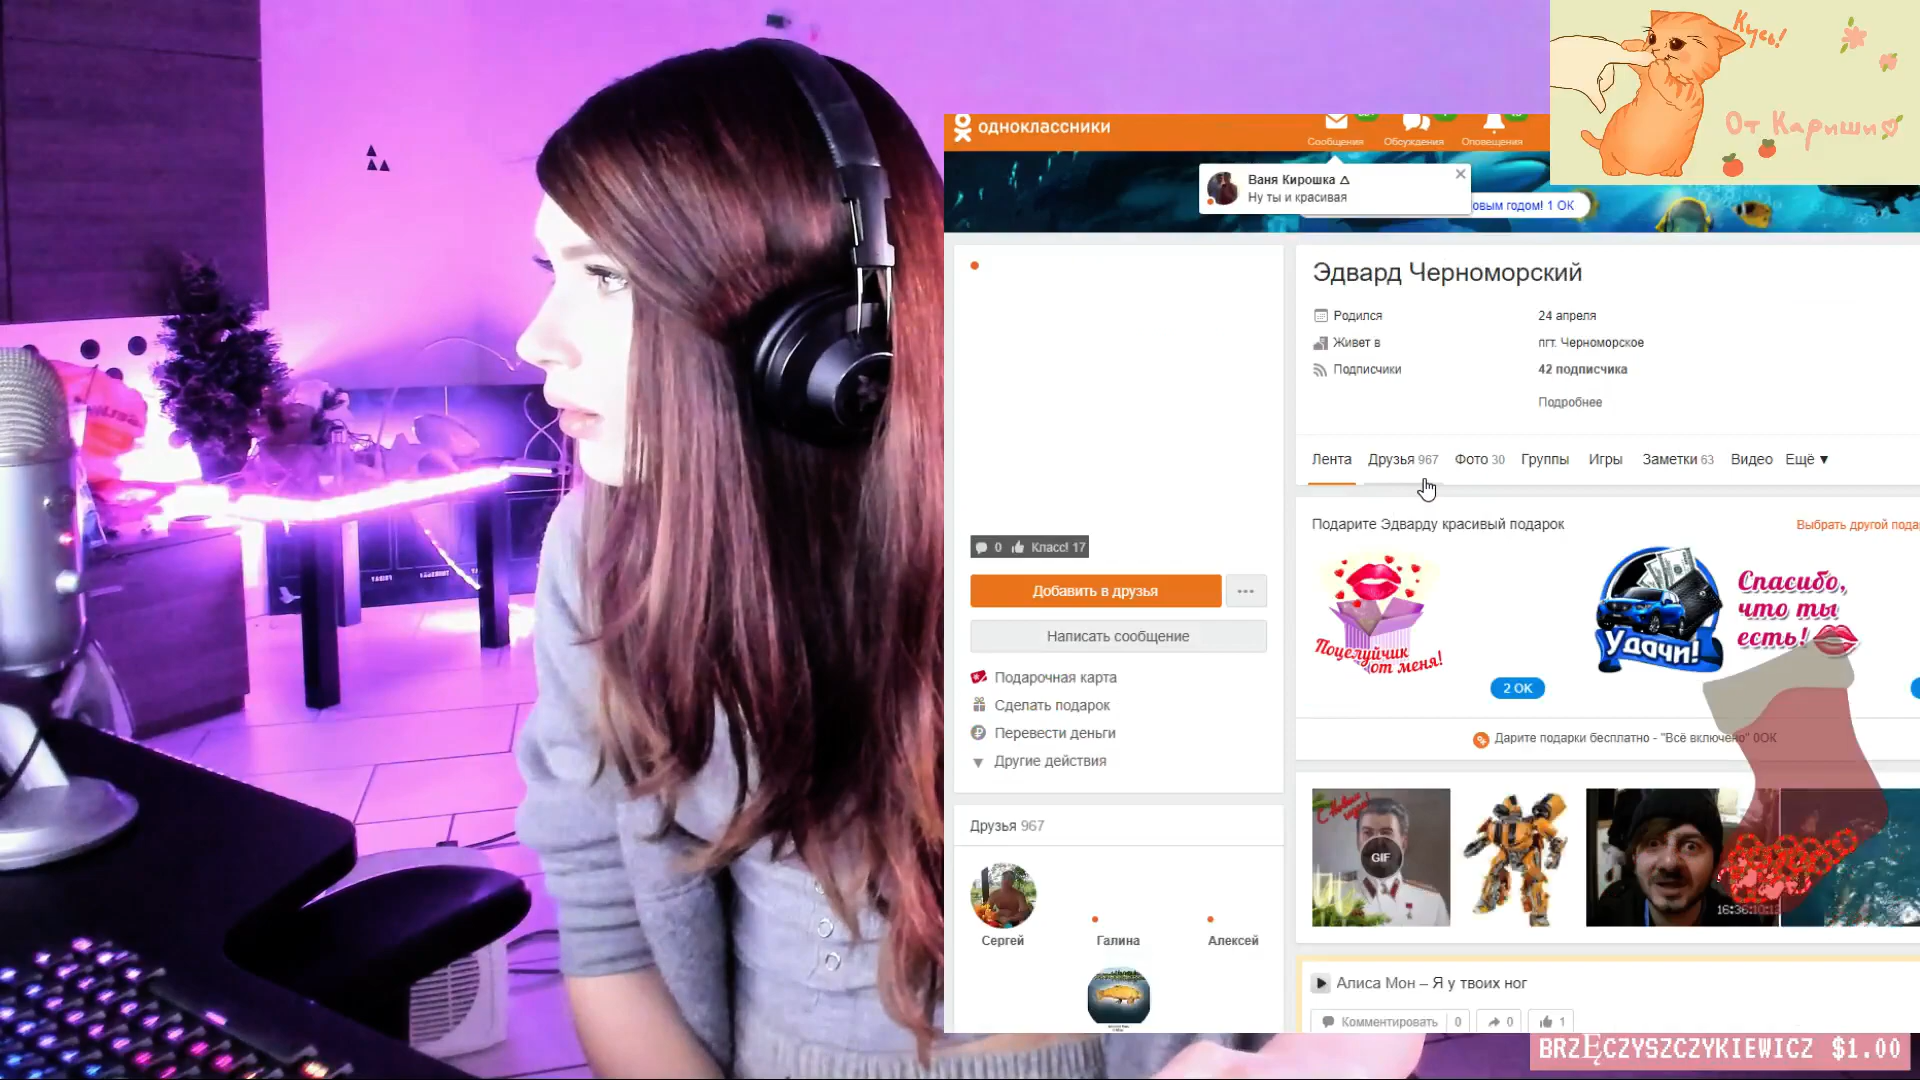 Кусь!
От Кариши
одноклассники
Сообщения
Обсуждения
Оповещения
Ваня Кирошка △
Ну ты и красивая
овым годом! 1 ОК
Эдвард Черноморский
Родился 24 апреля
Живет в пгт. Черноморское
Подписчики 42 подписчика
Подробнее
Лента Друзья 967 Фото 30 Группы Игры Заметки 63 Видео Ещё ▼
0 Класс! 17
Добавить в друзья
Написать сообщение
Подарочная карта
Сделать подарок
Перевести деньги
Другие действия
Друзья 967
Сергей
Галина
Алексей
Подарите Эдварду красивый подарок
Выбрать другой пода
Поцелуйчик
от меня!
2 ОК
Удачи!
Спасибо,
что ты
есть!
Дарите подарки бесплатно - "Всё включено" 0ОК
GIF
Алиса Мон – Я у твоих ног
Комментировать 0 0 1
BRZĘCZYSZCZYKIEWICZ $1.00